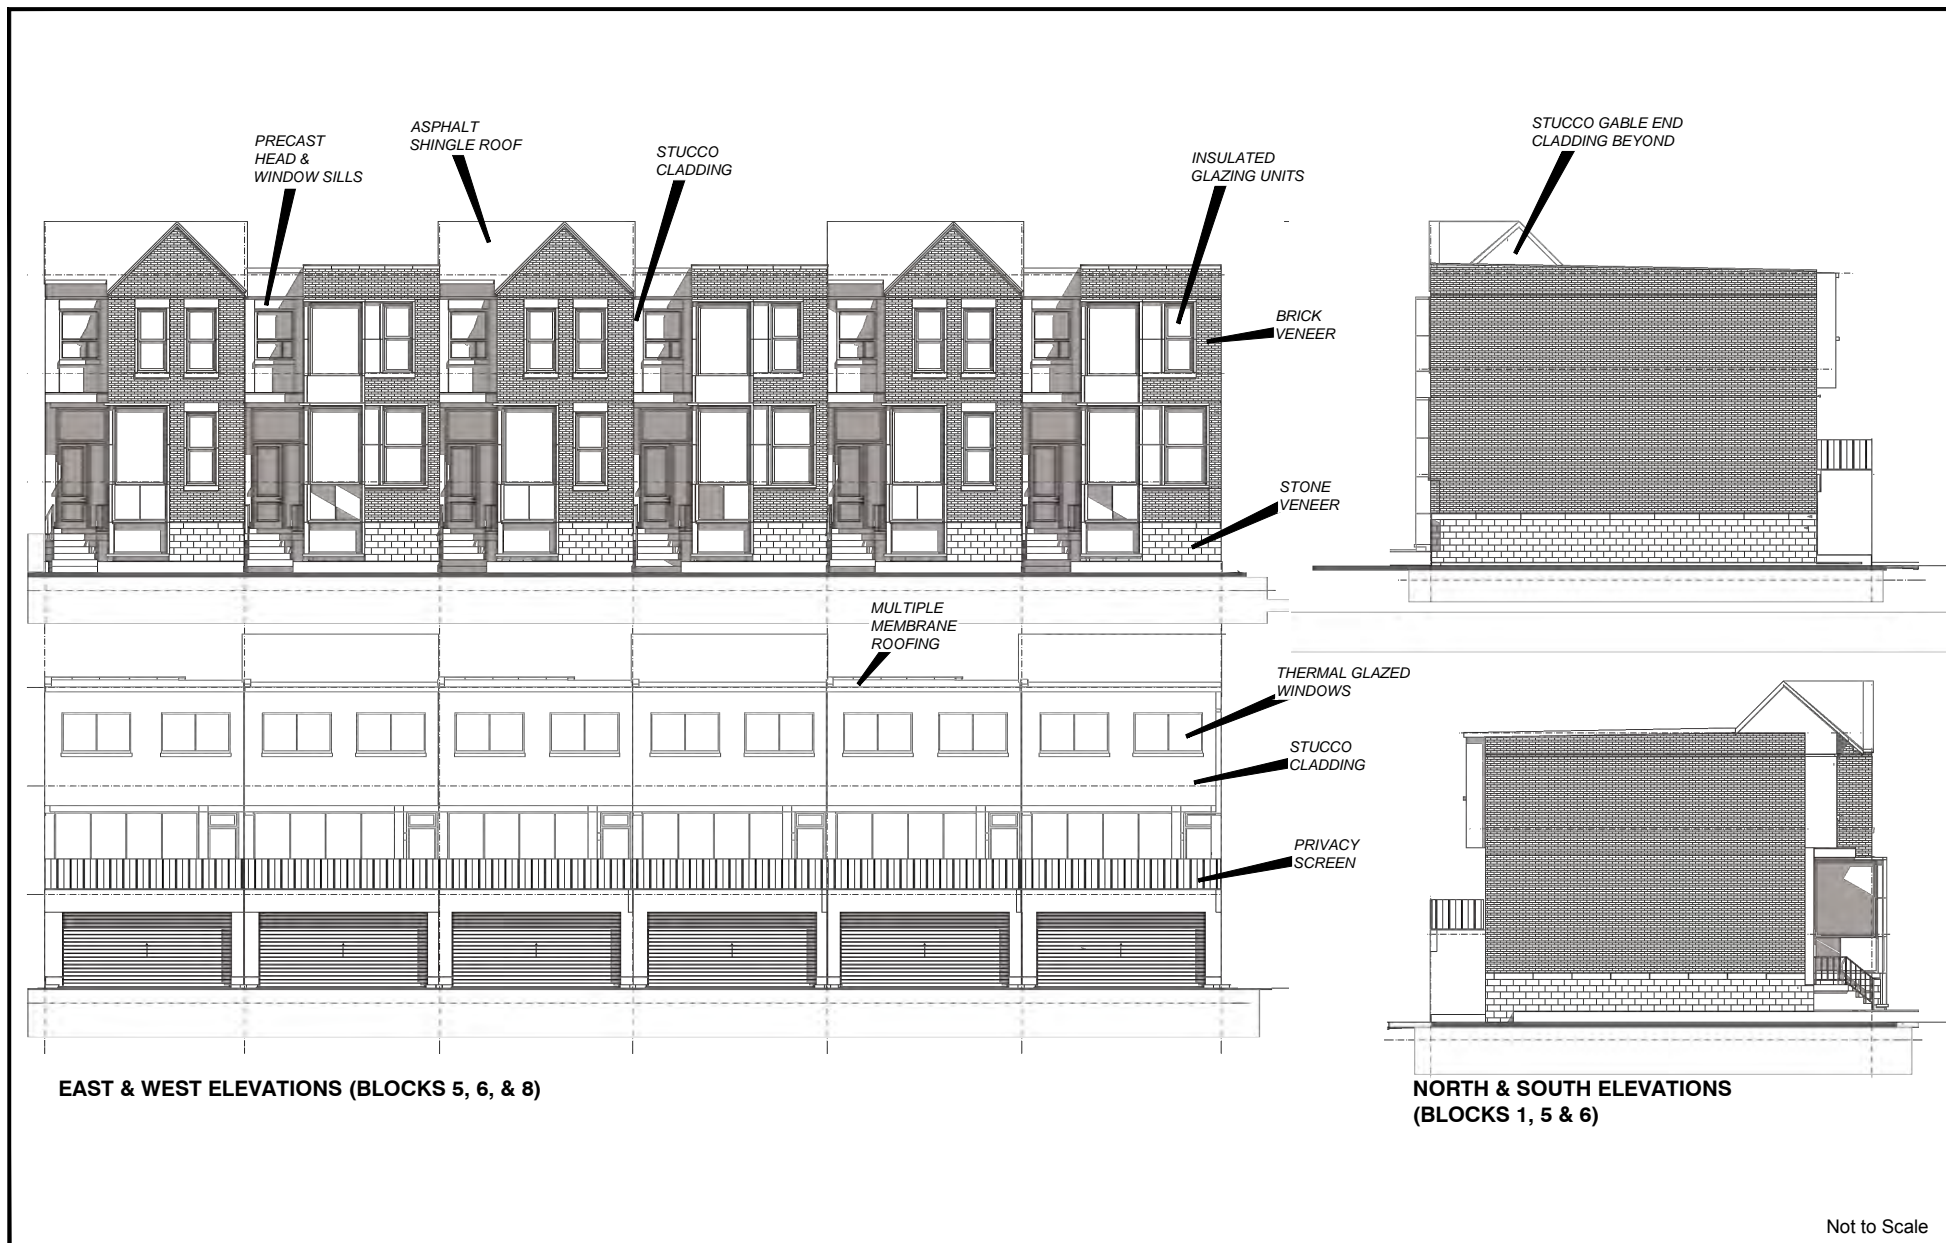 PRECAST
HEAD &
WINDOW SILLS
ASPHALT
SHINGLE ROOF
STUCCO
CLADDING
INSULATED
GLAZING UNITS
STUCCO GABLE END
CLADDING BEYOND
BRICK
VENEER
STONE
VENEER
MULTIPLE
MEMBRANE
ROOFING
THERMAL GLAZED
WINDOWS
STUCCO
CLADDING
PRIVACY
SCREEN
EAST & WEST ELEVATIONS (BLOCKS 5, 6, & 8)
NORTH & SOUTH ELEVATIONS
(BLOCKS 1, 5 & 6)
Not to Scale